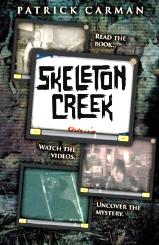 PATRICK CARMAN
READ THE
BOOK.
SKELETON
CREEK
WATCH THE
VIDEOS.
UNCOVER THE
MYSTERY.